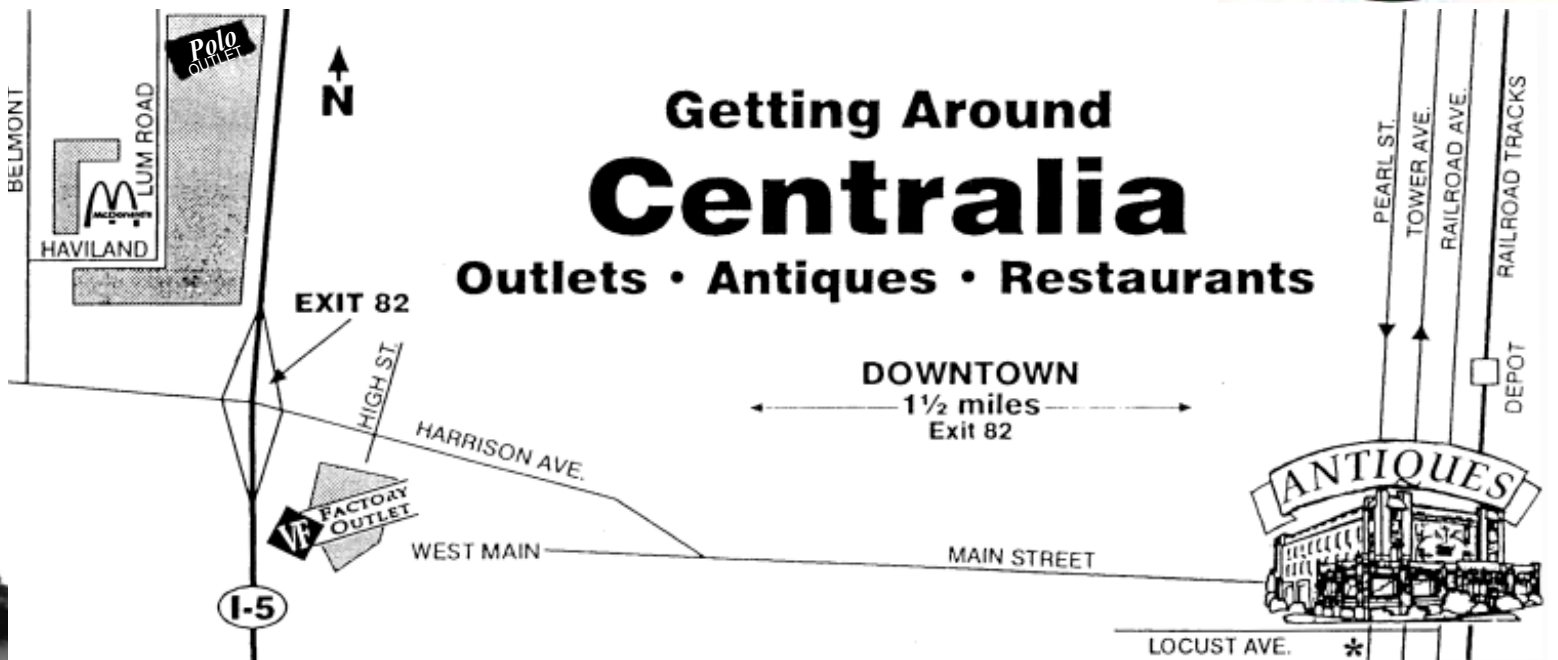 Polo
OUTLET
BELMONT
LUM ROAD
McDonald's
HAVILAND
N
Getting Around
Centralia
Outlets • Antiques • Restaurants
EXIT 82
HIGH ST.
HARRISON AVE.
DOWNTOWN
1½ miles
Exit 82
PEARL ST.
TOWER AVE.
RAILROAD AVE.
RAILROAD TRACKS
DEPOT
VF FACTORY
OUTLET
WEST MAIN
MAIN STREET
ANTIQUES
I-5
LOCUST AVE. *